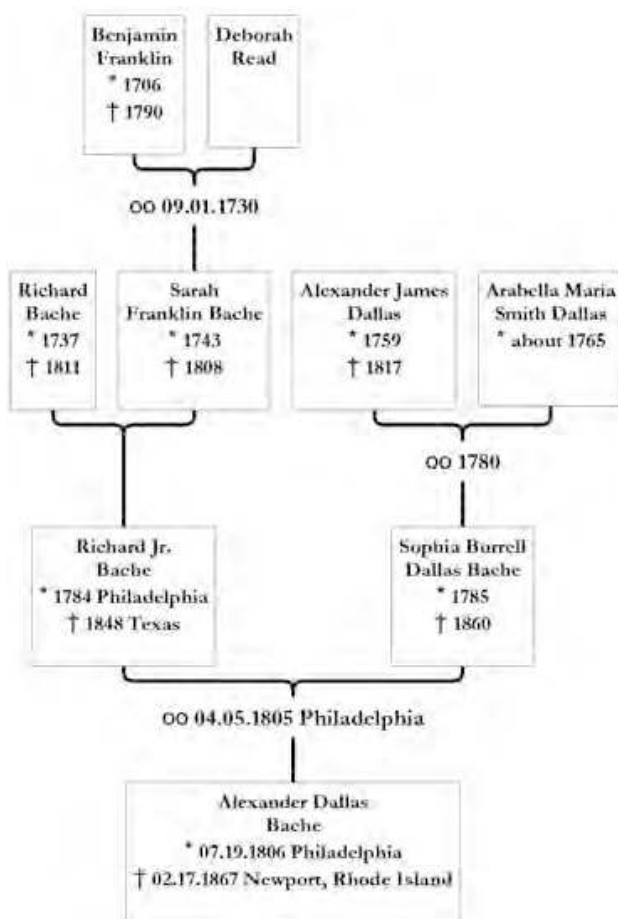 Benjamin
Franklin
* 1706
† 1790
Deborah
Read
oo 09.01.1730
Richard
Bache
* 1737
† 1811
Sarah
Franklin Bache
* 1743
† 1808
Alexander James
Dallas
* 1759
† 1817
Arabella Maria
Smith Dallas
* about 1765
oo 1780
Richard Jr.
Bache
* 1784 Philadelphia
† 1848 Texas
Sophia Burrell
Dallas Bache
* 1785
† 1860
oo 04.05.1805 Philadelphia
Alexander Dallas
Bache
* 07.19.1806 Philadelphia
† 02.17.1867 Newport, Rhode Island